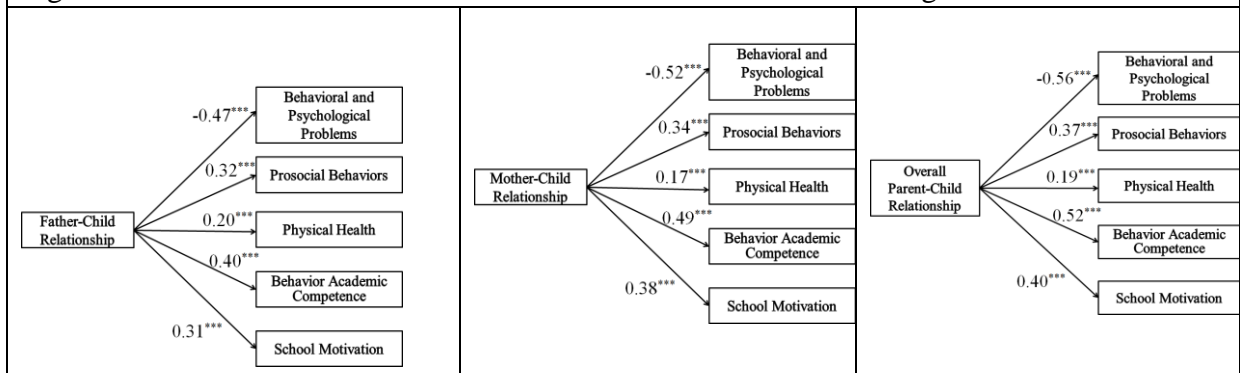 -0.47***
Behavioral and
Psychological
Problems
0.32***
Prosocial Behaviors
Father-Child
Relationship
0.20***
Physical Health
0.40***
Behavior Academic
Competence
0.31***
School Motivation
-0.52***
Behavioral and
Psychological
Problems
0.34***
Prosocial Behaviors
Mother-Child
Relationship
0.17***
Physical Health
0.49***
Behavior Academic
Competence
0.38***
School Motivation
-0.56***
Behavioral and
Psychological
Problems
0.37***
Prosocial Behaviors
Overall
Parent-Child
Relationship
0.19***
Physical Health
0.52***
Behavior Academic
Competence
0.40***
School Motivation